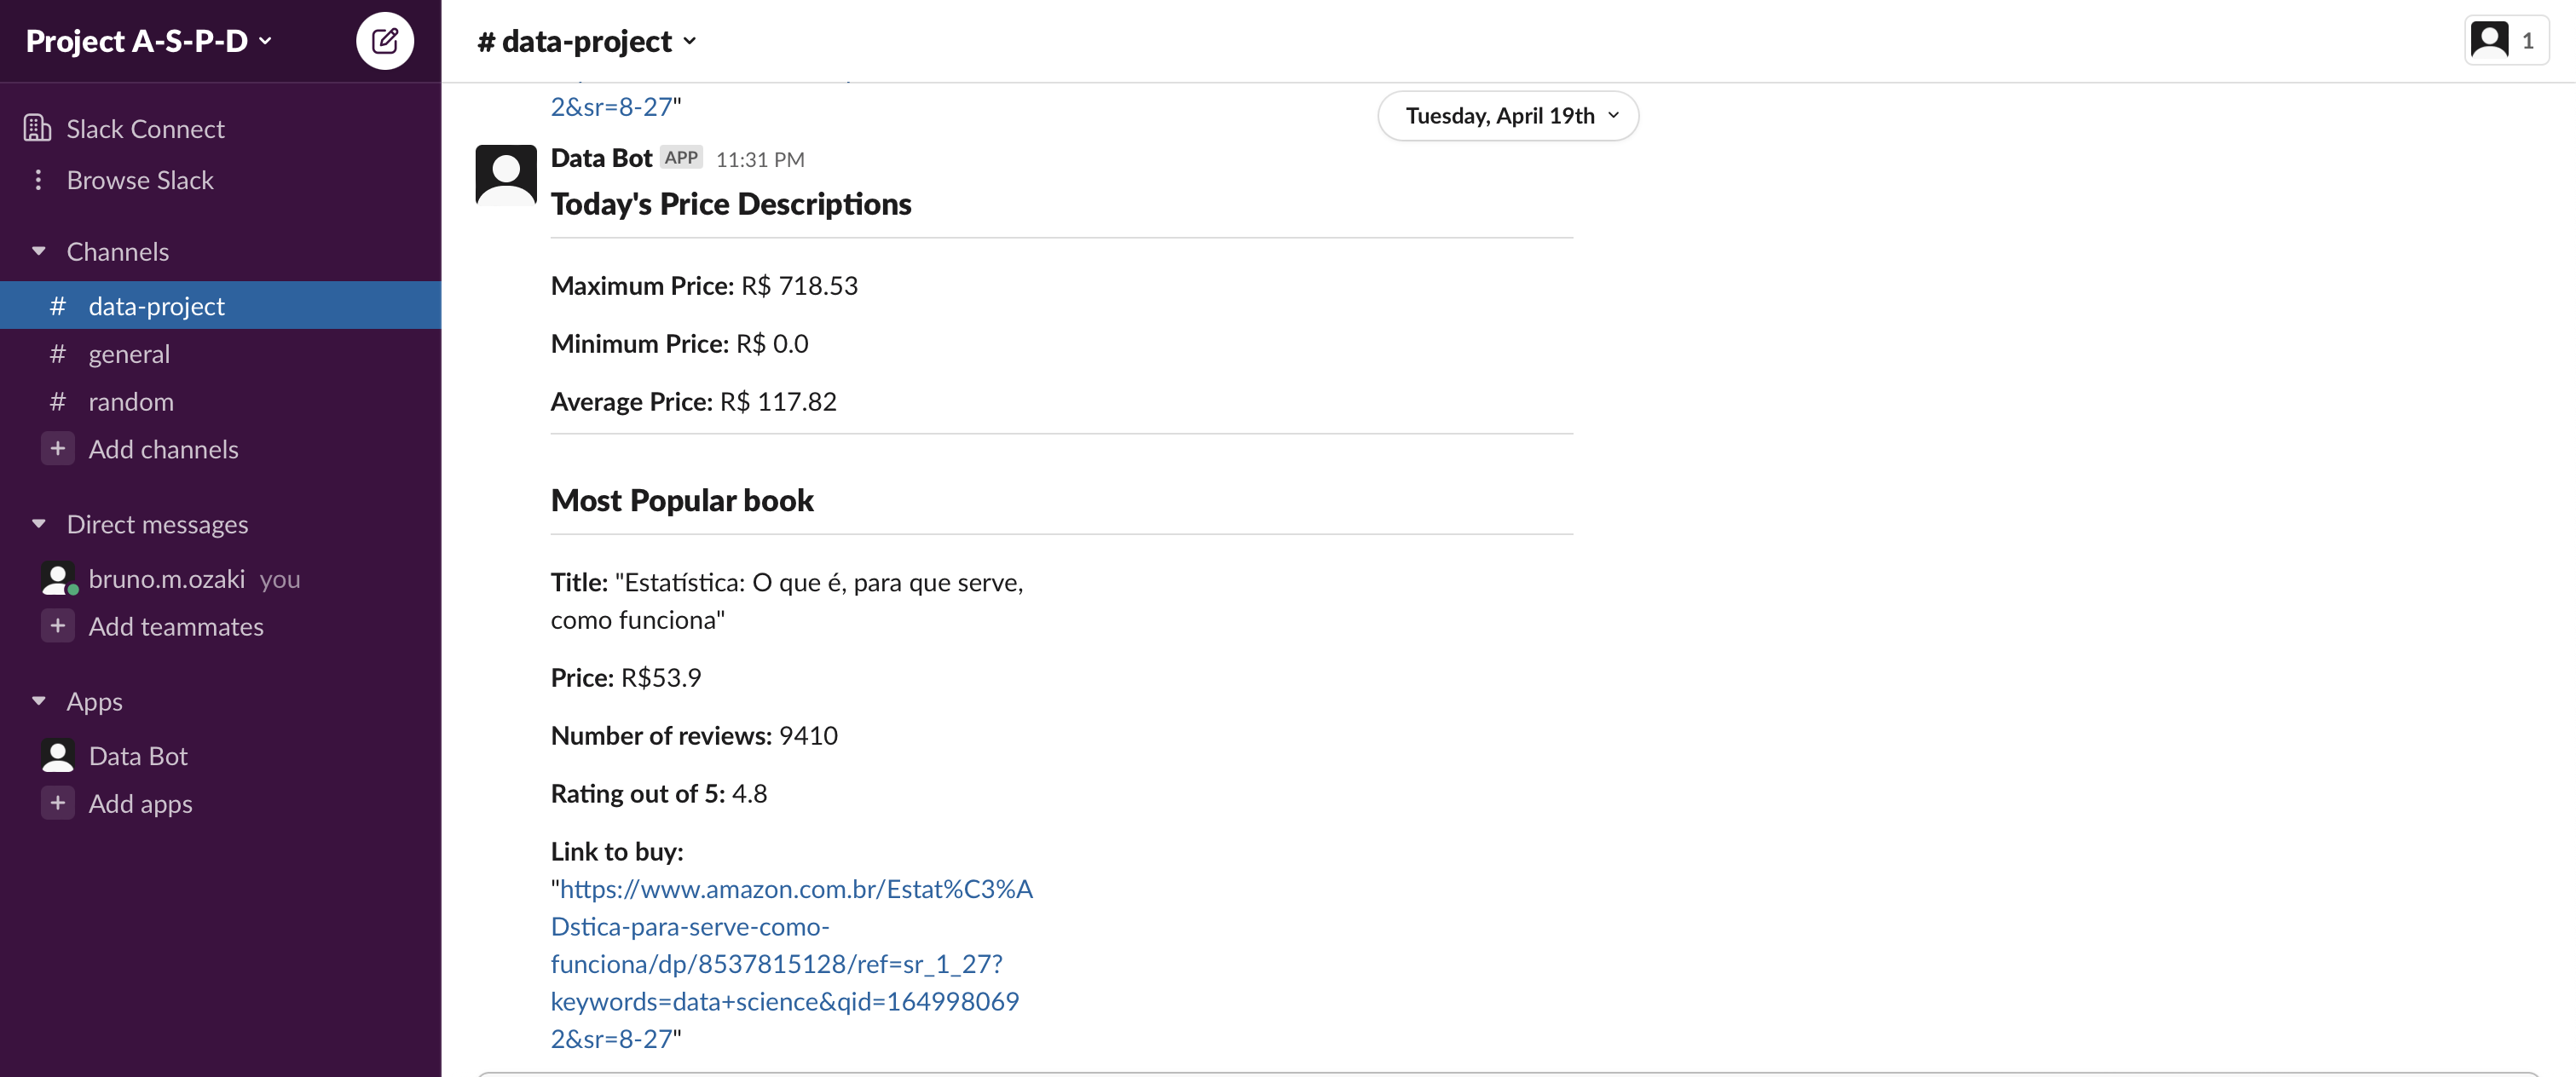 Project A-S-P-D
Slack Connect
Browse Slack
Channels
# data-project
# general
# random
+ Add channels
Direct messages
bruno.m.ozaki you
+ Add teammates
Apps
Data Bot
+ Add apps
# data-project
1
2&sr=8-27"
Tuesday, April 19th
Data Bot APP 11:31 PM
Today's Price Descriptions
Maximum Price: R$ 718.53
Minimum Price: R$ 0.0
Average Price: R$ 117.82
Most Popular book
Title: "Estatística: O que é, para que serve,
como funciona"
Price: R$53.9
Number of reviews: 9410
Rating out of 5: 4.8
Link to buy:
"https://www.amazon.com.br/Estat%C3%A
Dstica-para-serve-como-
funciona/dp/8537815128/ref=sr_1_27?
keywords=data+science&qid=164998069
2&sr=8-27"